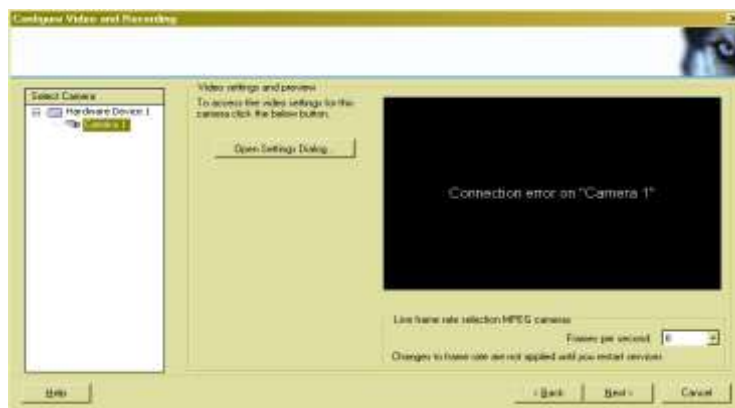 Configure Video and Recording
Select Camera
Hardware Device 1
Camera 1
Video settings and preview
To access the video settings for this
camera click the below button.
Open Settings Dialog...
Connection error on "Camera 1"
Live frame rate selection MPEG cameras
Frames per second
Changes to frame rate are not applied until you restart services
Help
< Back
Next >
Cancel